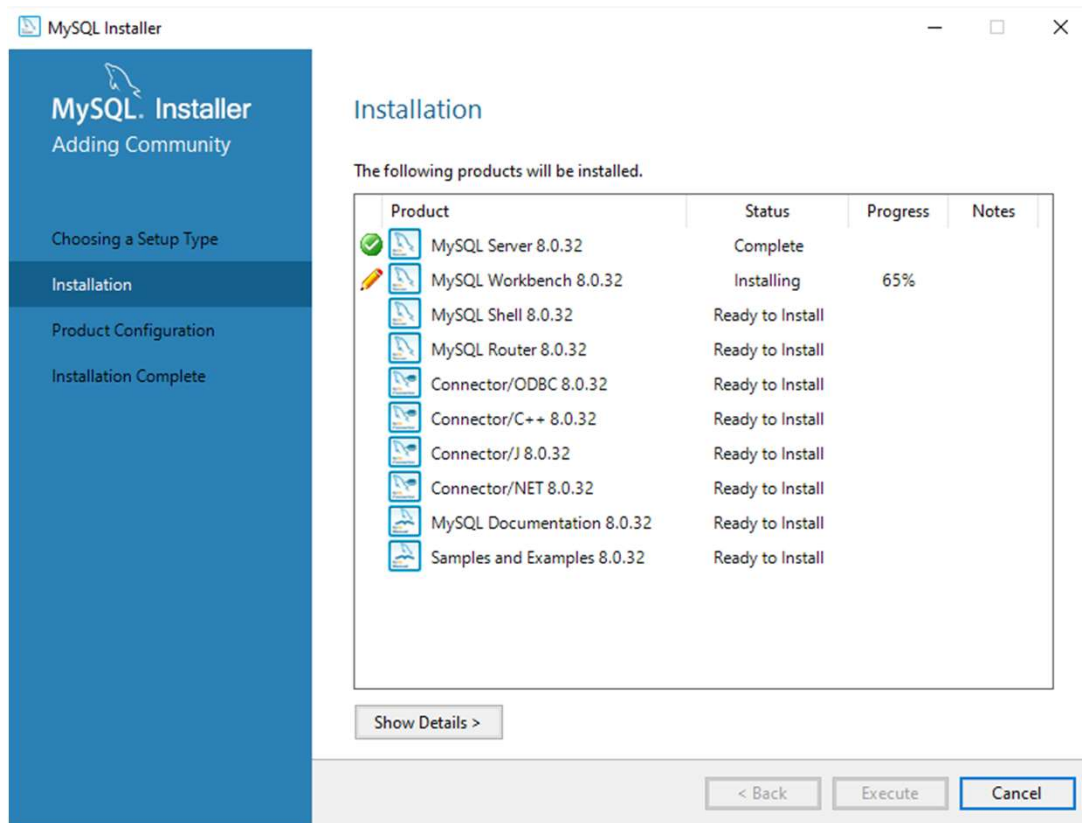 MySQL Installer
MySQL. Installer
Adding Community
Choosing a Setup Type
Installation
Product Configuration
Installation Complete
Installation
The following products will be installed.
Product Status Progress Notes
MySQL Server 8.0.32 Complete
MySQL Workbench 8.0.32 Installing 65%
MySQL Shell 8.0.32 Ready to Install
MySQL Router 8.0.32 Ready to Install
Connector/ODBC 8.0.32 Ready to Install
Connector/C++ 8.0.32 Ready to Install
Connector/J 8.0.32 Ready to Install
Connector/NET 8.0.32 Ready to Install
MySQL Documentation 8.0.32 Ready to Install
Samples and Examples 8.0.32 Ready to Install
Show Details >
< Back Execute Cancel